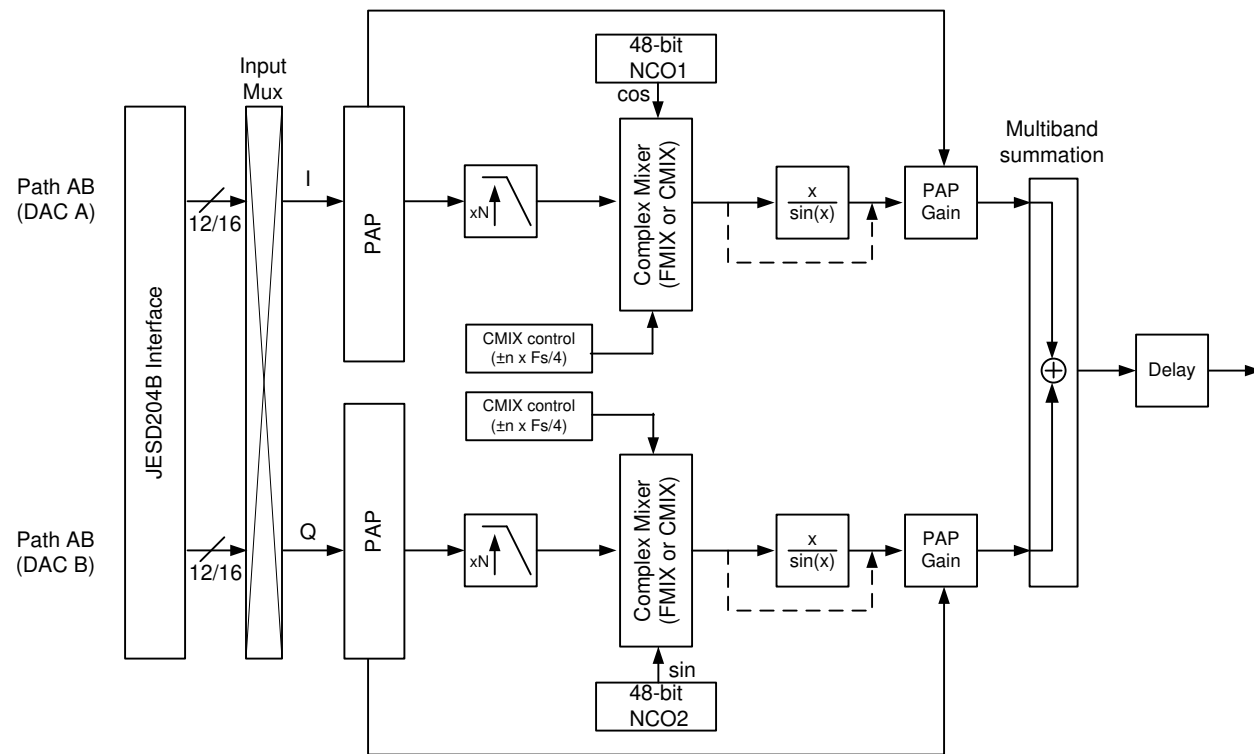 48-bit
NCO1
cos
Input
Mux
Multiband
summation
Path AB
(DAC A)
12/16
I
JESD204B Interface
PAP
xN
Complex Mixer
(FMIX or CMIX)
x
sin(x)
PAP
Gain
CMIX control
(±n x Fs/4)
Delay
CMIX control
(±n x Fs/4)
Path AB
(DAC B)
12/16
Q
PAP
xN
Complex Mixer
(FMIX or CMIX)
x
sin(x)
PAP
Gain
sin
48-bit
NCO2